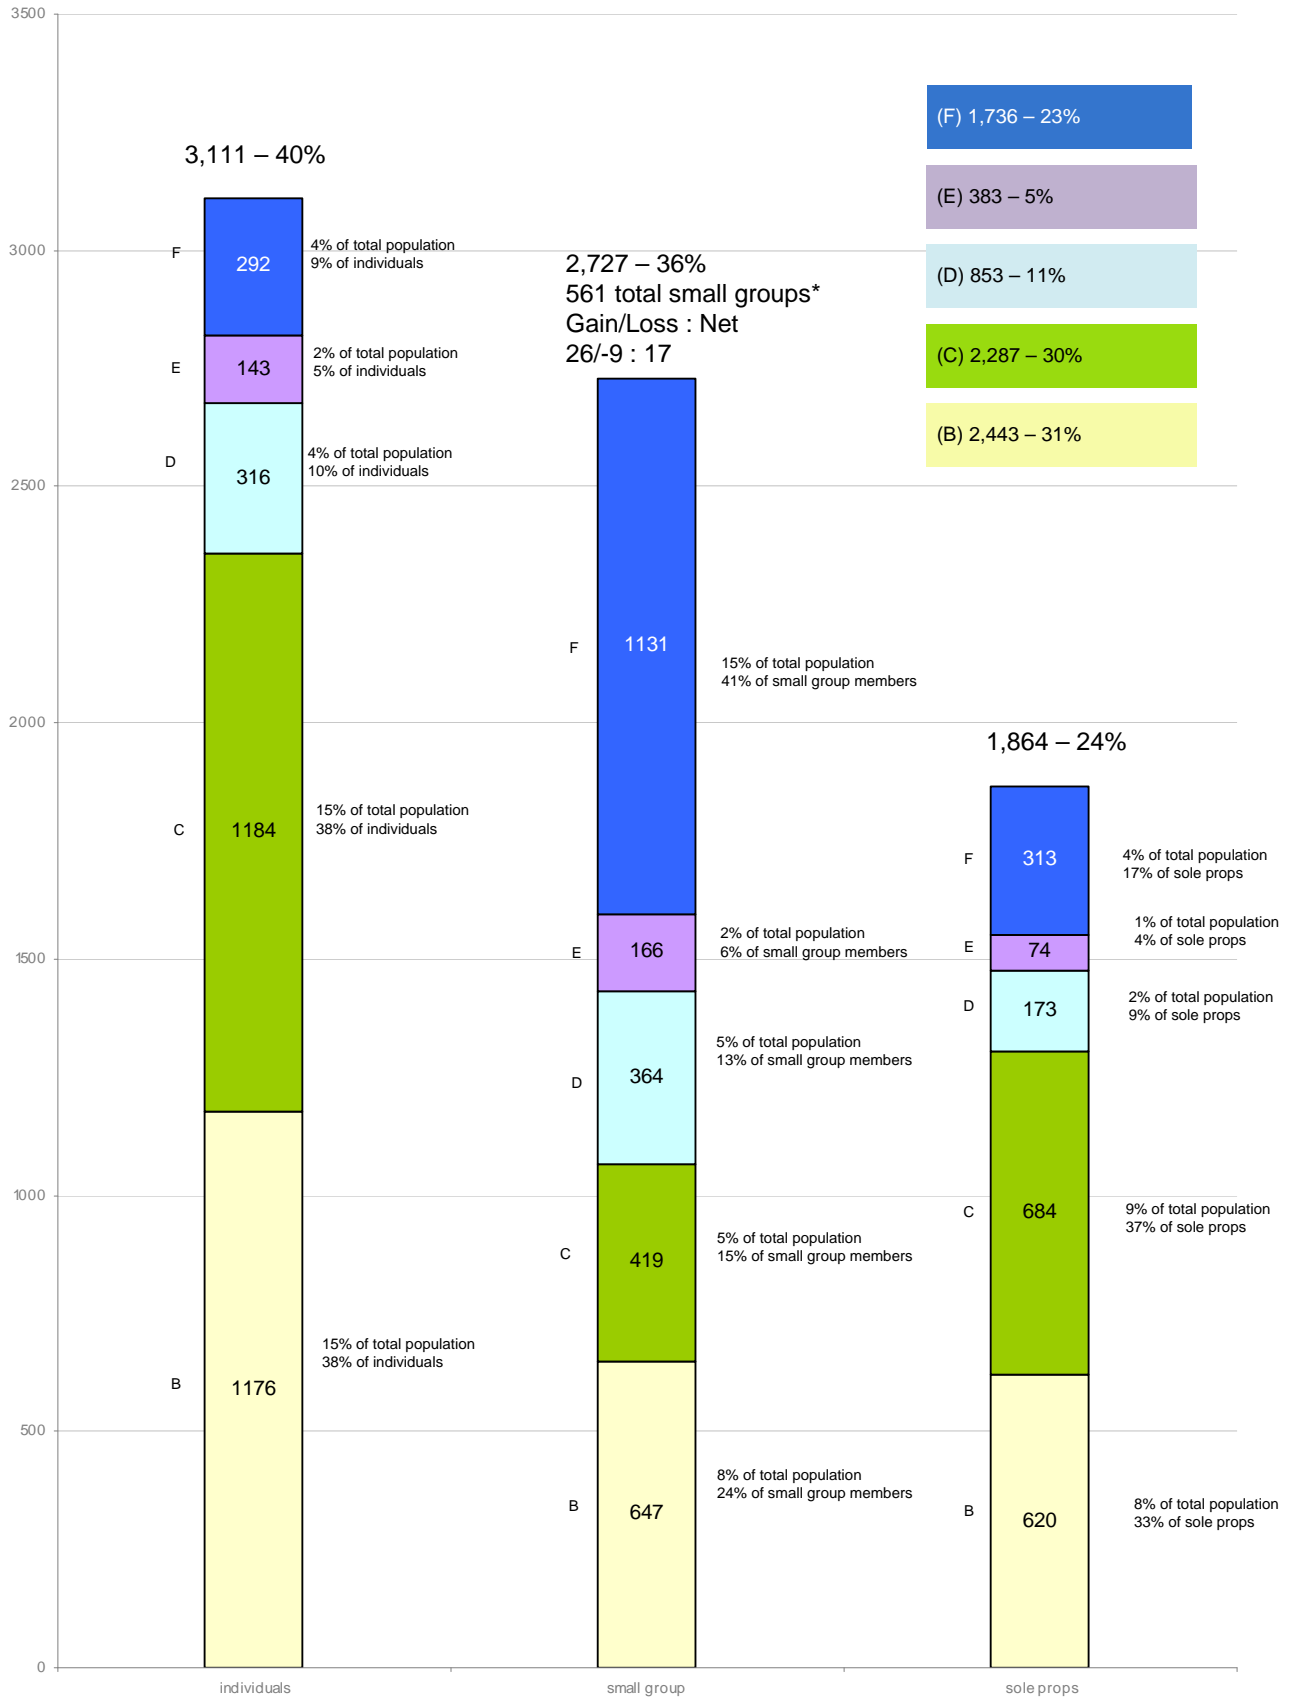 3500
3000
2500
2000
1500
1000
500
0
3,111 – 40%
F
292
4% of total population
9% of individuals
E
143
2% of total population
5% of individuals
D
316
4% of total population
10% of individuals
C
1184
15% of total population
38% of individuals
B
1176
15% of total population
38% of individuals
individuals
2,727 – 36%
561 total small groups*
Gain/Loss : Net
26/-9 : 17
F
1131
15% of total population
41% of small group members
E
166
2% of total population
6% of small group members
D
364
5% of total population
13% of small group members
C
419
5% of total population
15% of small group members
B
647
8% of total population
24% of small group members
small group
(F) 1,736 – 23%
(E) 383 – 5%
(D) 853 – 11%
(C) 2,287 – 30%
(B) 2,443 – 31%
1,864 – 24%
F
313
4% of total population
17% of sole props
E
74
1% of total population
4% of sole props
D
173
2% of total population
9% of sole props
C
684
9% of total population
37% of sole props
B
620
8% of total population
33% of sole props
sole props